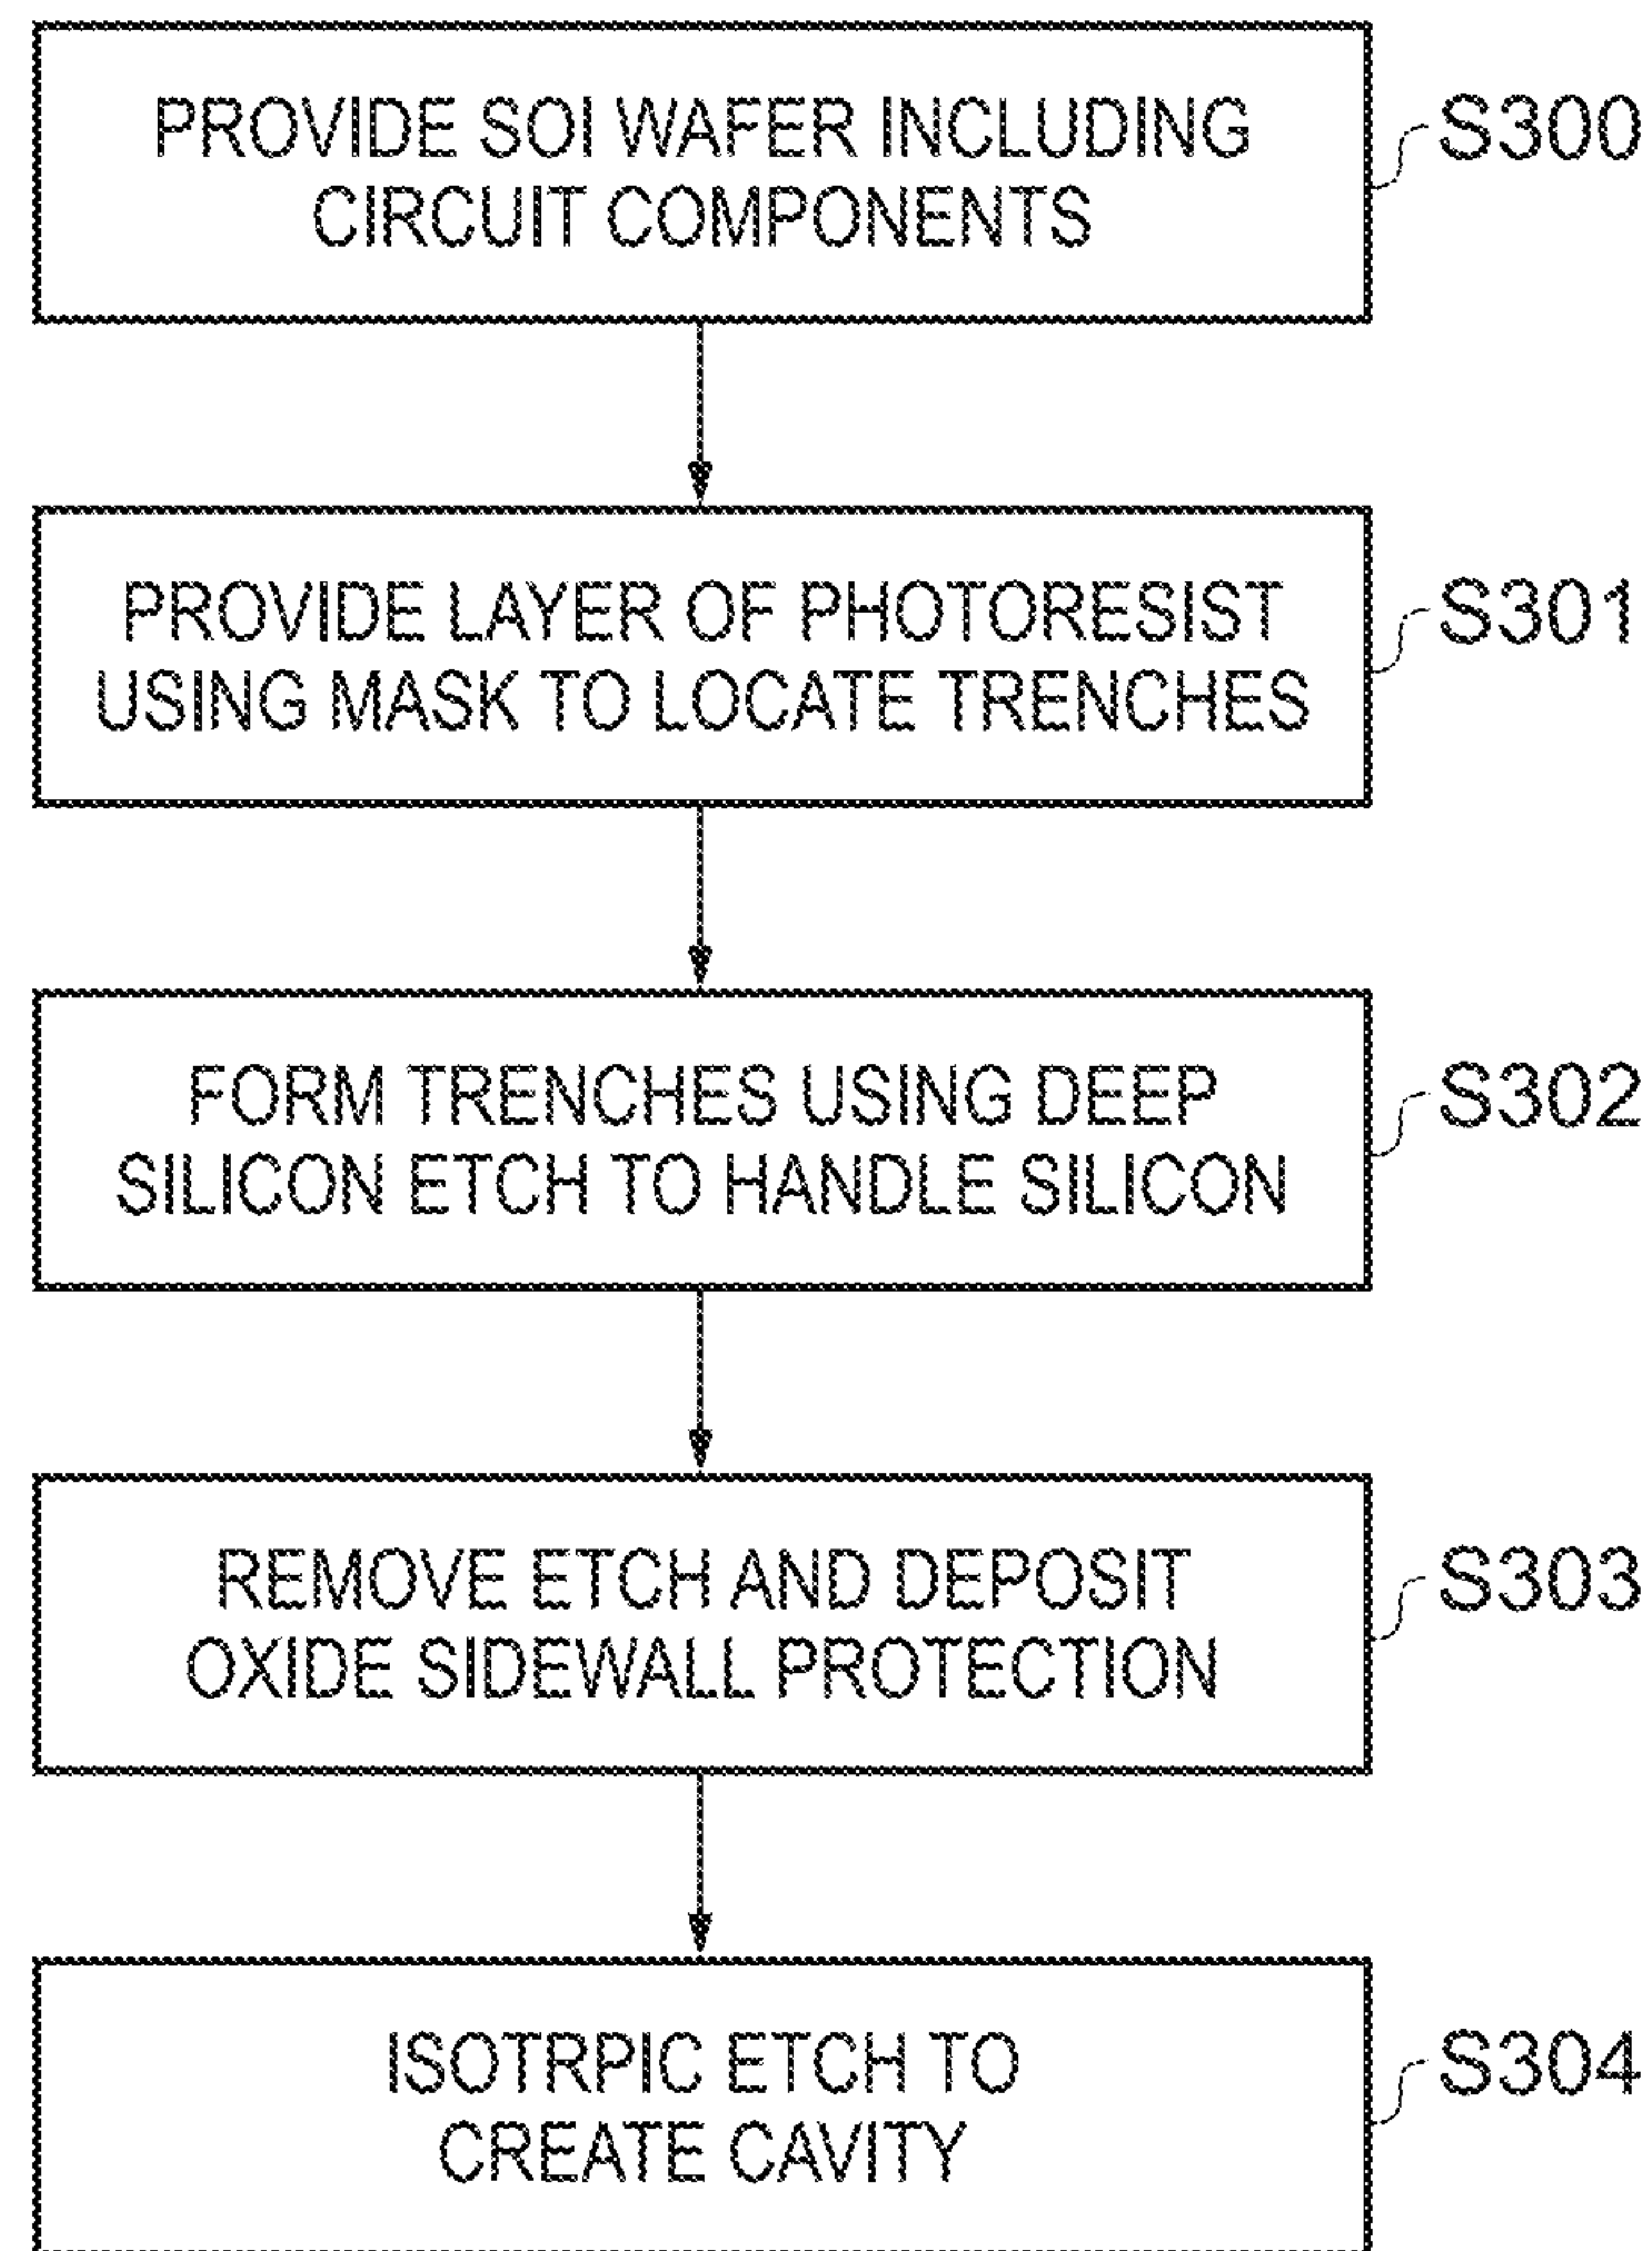 PROVIDE SOI WAFER INCLUDING
CIRCUIT COMPONENTS
S300
PROVIDE LAYER OF PHOTORESIST
USING MASK TO LOCATE TRENCHES
S301
FORM TRENCHES USING DEEP
SILICON ETCH TO HANDLE SILICON
S302
REMOVE ETCH AND DEPOSIT
OXIDE SIDEWALL PROTECTION
S303
ISOTRPIC ETCH TO
CREATE CAVITY
S304